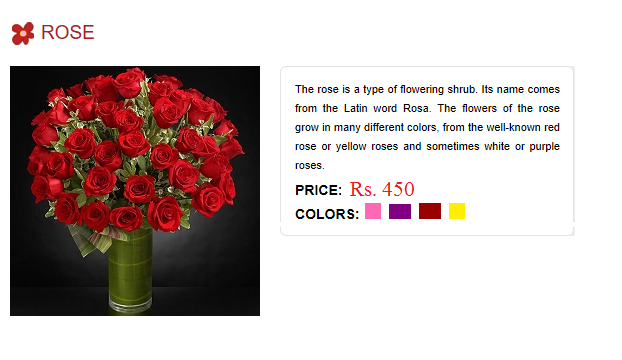 ROSE
The rose is a type of flowering shrub. Its name comes
from the Latin word Rosa. The flowers of the rose
grow in many different colors, from the well-known red
rose or yellow roses and sometimes white or purple
roses.
PRICE: Rs. 450
COLORS: